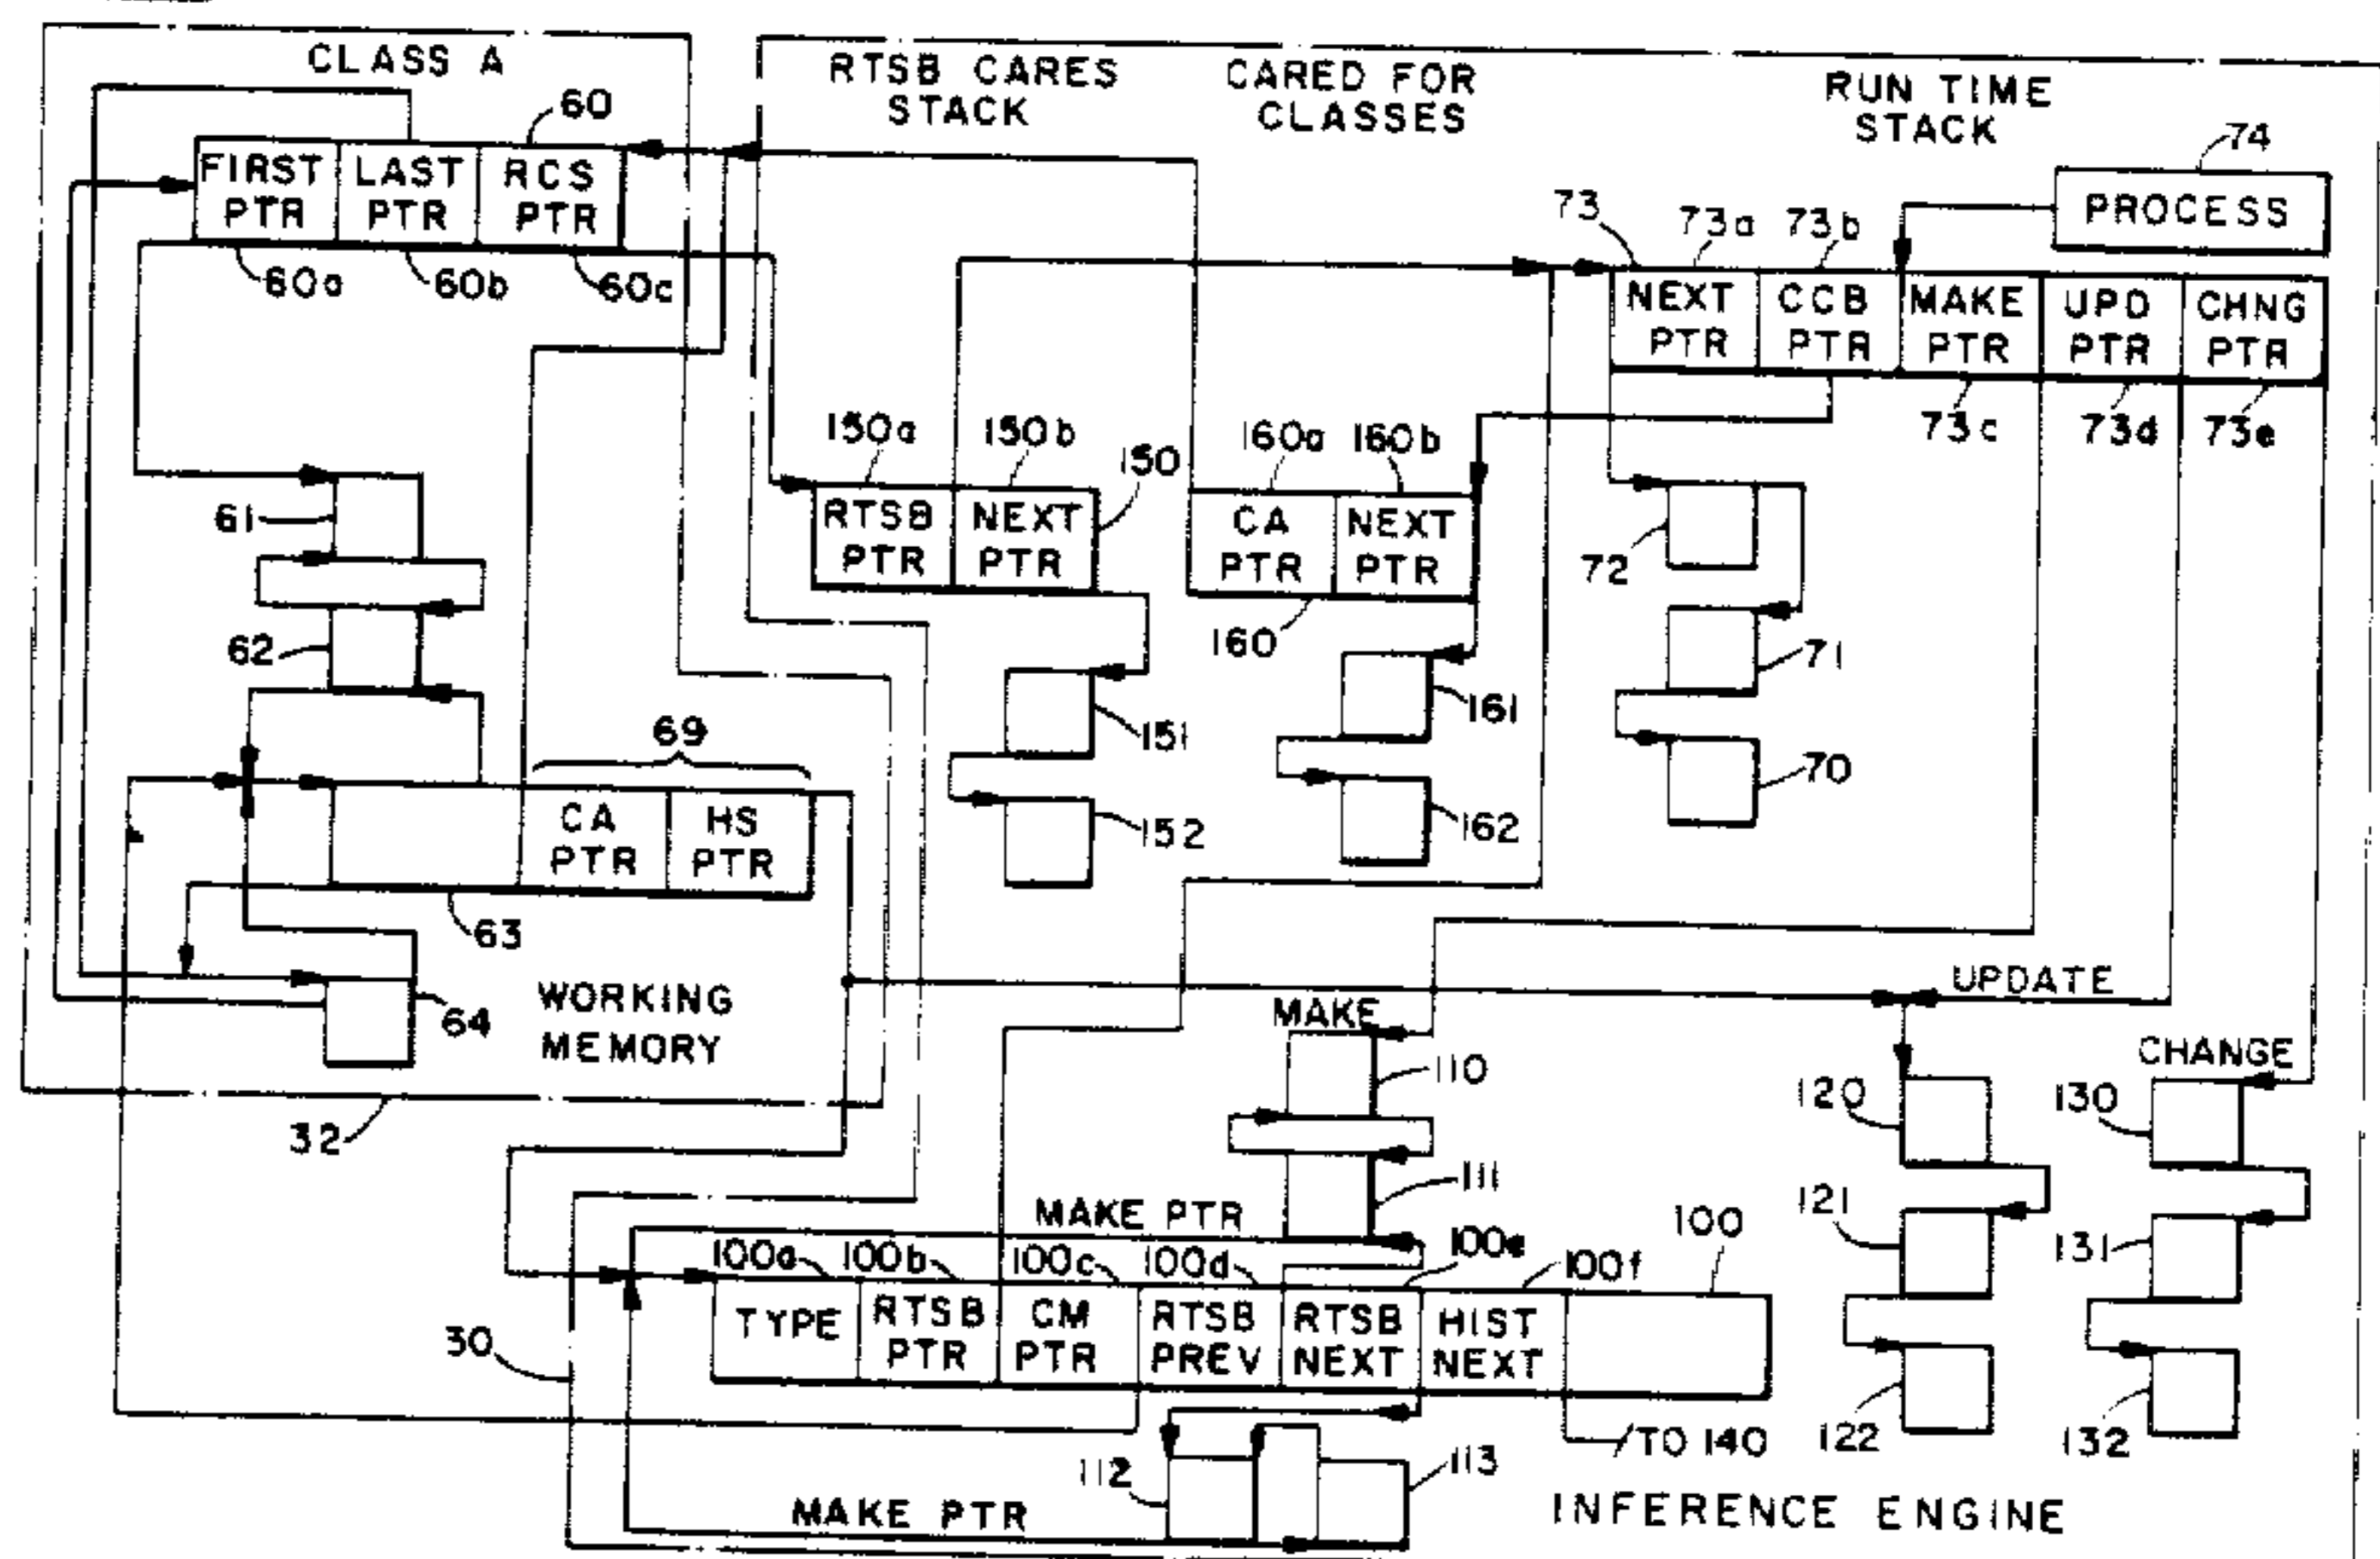 CLASS A
RTSB CARES
STACK
CARED FOR
CLASSES
RUN TIME
STACK
60
74
FIRST
PTR
LAST
PTR
RCS
PTR
PROCESS
73
73a
73b
60a
60b
60c
NEXT
PTR
CCB
PTR
MAKE
PTR
UPD
PTR
CHNG
PTR
73c
73d
73e
150a
150b
150
160a
160b
61
RTSB
PTR
NEXT
PTR
CA
PTR
NEXT
PTR
72
160
62
71
151
161
69
70
152
162
CA
PTR
HS
PTR
63
64
WORKING
MEMORY
UPDATE
MAKE
CHANGE
110
120
130
32
111
121
131
MAKE PTR
100a
100b
100c
100d
100e
100f
100
TYPE
RTSB
PTR
CM
PTR
RTSB
PREV
RTSB
NEXT
HIST
NEXT
30
TO 140
122
132
112
113
MAKE PTR
INFERENCE ENGINE